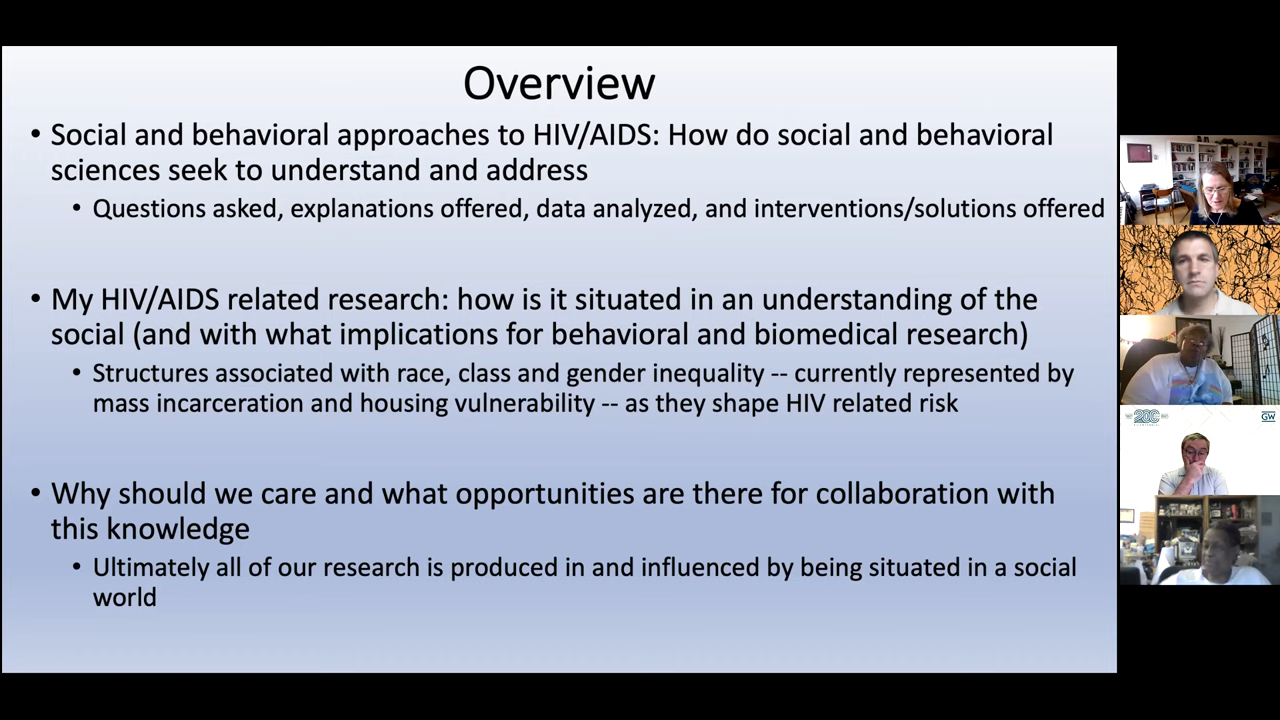 Overview
• Social and behavioral approaches to HIV/AIDS: How do social and behavioral
sciences seek to understand and address
• Questions asked, explanations offered, data analyzed, and interventions/solutions offered
• My HIV/AIDS related research: how is it situated in an understanding of the
social (and with what implications for behavioral and biomedical research)
• Structures associated with race, class and gender inequality -- currently represented by
mass incarceration and housing vulnerability -- as they shape HIV related risk
• Why should we care and what opportunities are there for collaboration with
this knowledge
• Ultimately all of our research is produced in and influenced by being situated in a social
world
GW